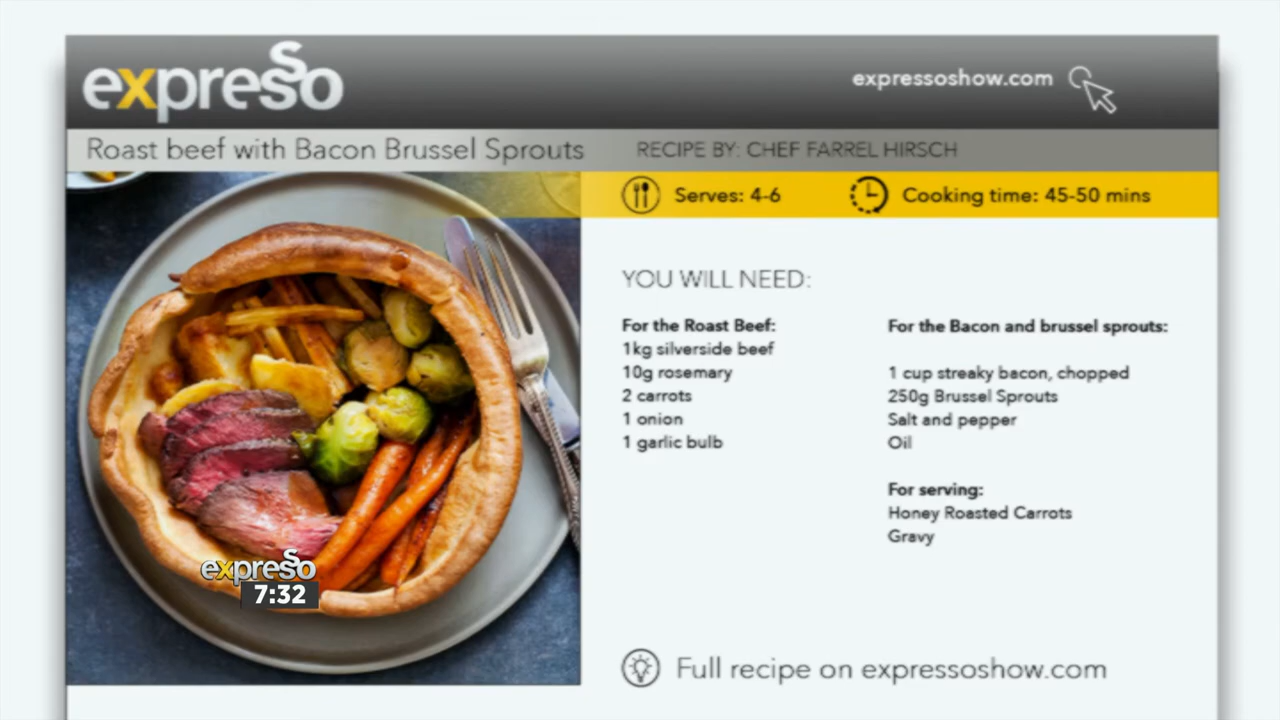 expresso
expressoshow.com
Roast beef with Bacon Brussel Sprouts
RECIPE BY: CHEF FARREL HIRSCH
Serves: 4-6
Cooking time: 45-50 mins
YOU WILL NEED:
For the Roast Beef:
1kg silverside beef
10g rosemary
2 carrots
1 onion
1 garlic bulb
For the Bacon and brussel sprouts:
1 cup streaky bacon, chopped
250g Brussel Sprouts
Salt and pepper
Oil
For serving:
Honey Roasted Carrots
Gravy
expresso
7:32
Full recipe on expressoshow.com